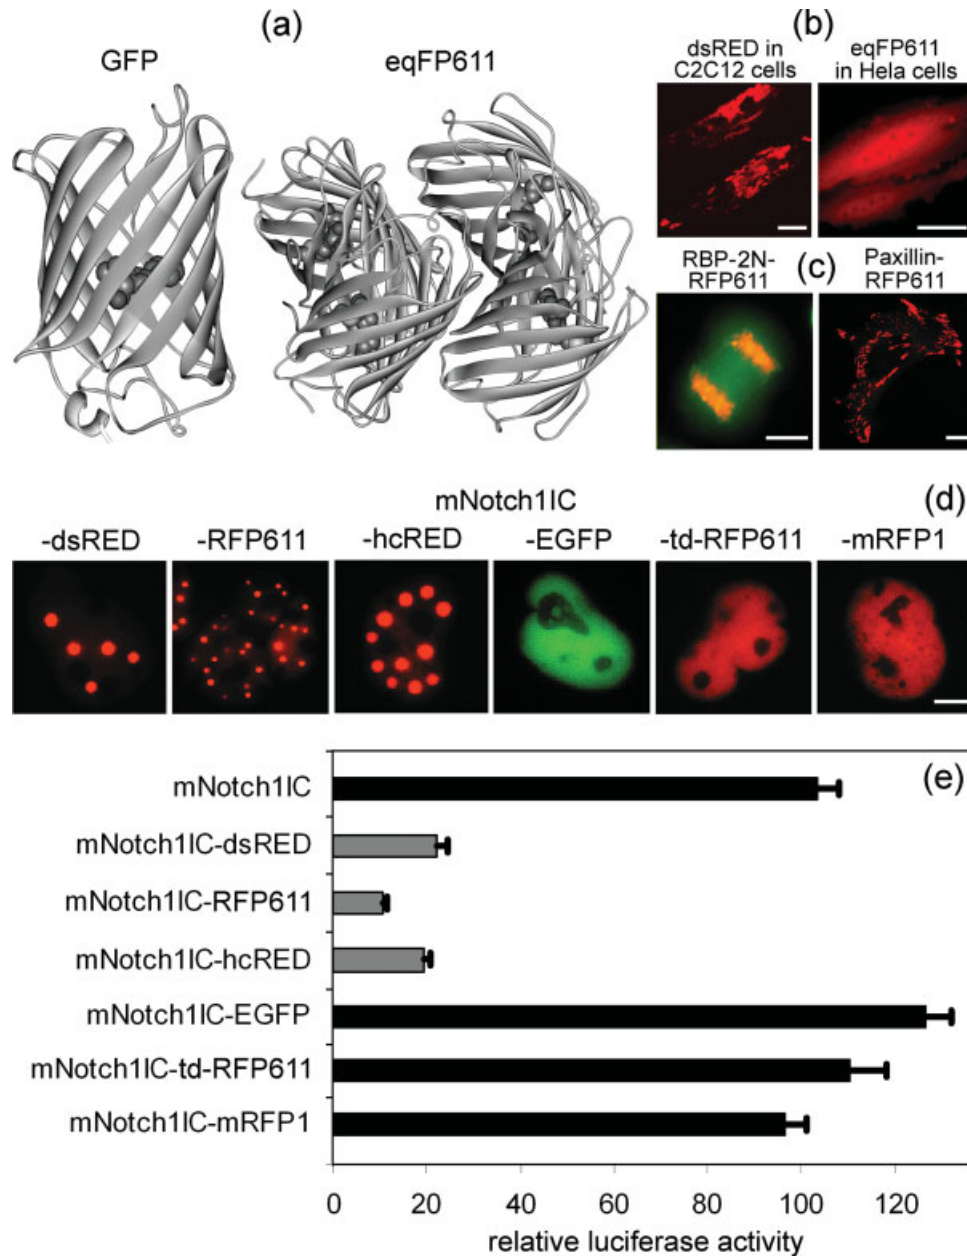 (a)
GFP
eqFP611
(b)
dsRED in
C2C12 cells
eqFP611
in Hela cells
(c)
RBP-2N-
RFP611
Paxillin-
RFP611
(d)
mNotch1IC
-dsRED
-RFP611
-hcRED
-EGFP
-td-RFP611
-mRFP1
(e)
mNotch1IC
mNotch1IC-dsRED
mNotch1IC-RFP611
mNotch1IC-hcRED
mNotch1IC-EGFP
mNotch1IC-td-RFP611
mNotch1IC-mRFP1
0 20 40 60 80 100 120
relative luciferase activity